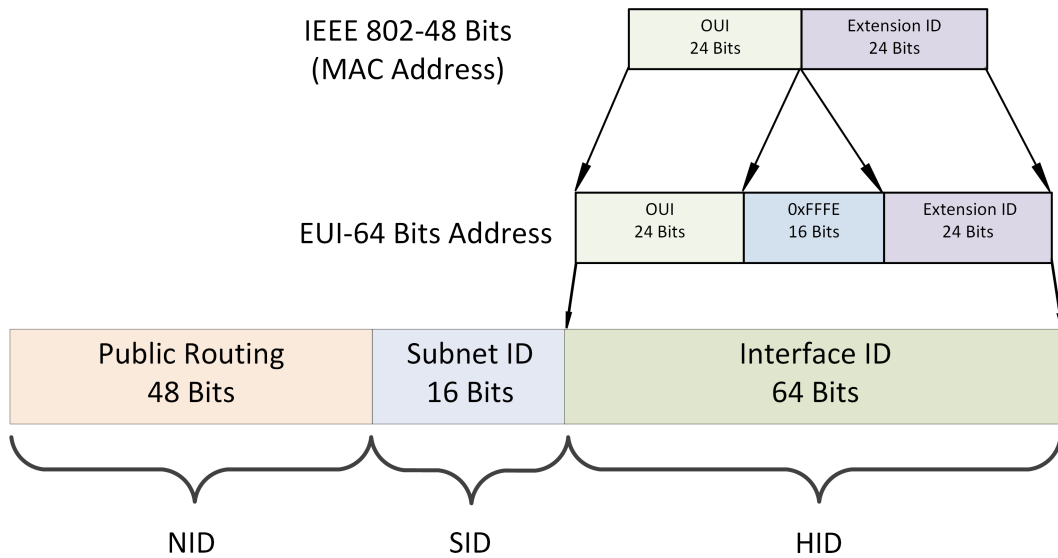 IEEE 802-48 Bits
(MAC Address)
OUI
24 Bits
Extension ID
24 Bits
EUI-64 Bits Address
OUI
24 Bits
0xFFFE
16 Bits
Extension ID
24 Bits
Public Routing
48 Bits
Subnet ID
16 Bits
Interface ID
64 Bits
NID
SID
HID